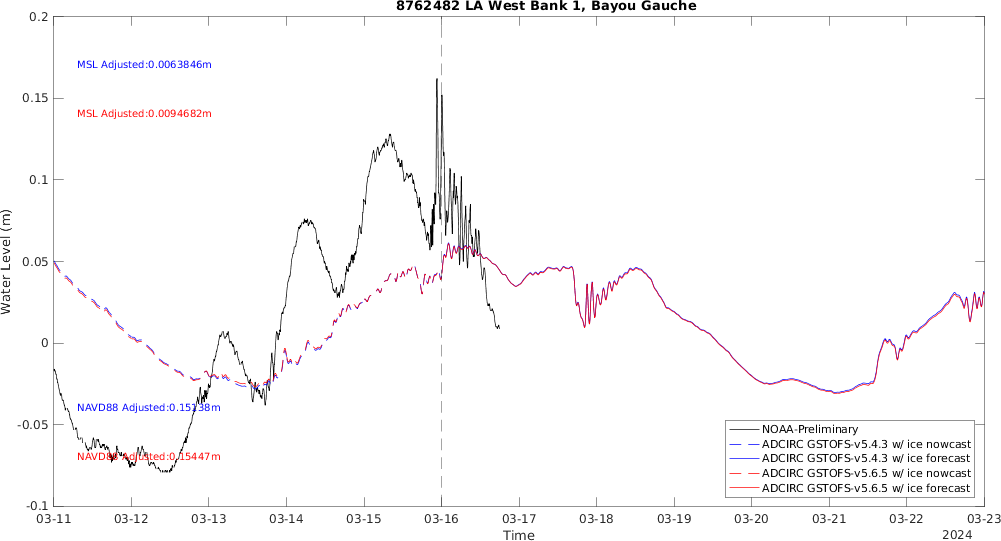 8762482 LA West Bank 1, Bayou Gauche
0.2
0.15
0.1
0.05
0
-0.05
-0.1
Water Level (m)
MSL Adjusted:0.0063846m
MSL Adjusted:0.0094682m
NAVD88 Adjusted:0.15138m
NAVD88 Adjusted:0.15447m
NOAA-Preliminary
ADCIRC GSTOFS-v5.4.3 w/ ice nowcast
ADCIRC GSTOFS-v5.4.3 w/ ice forecast
ADCIRC GSTOFS-v5.6.5 w/ ice nowcast
ADCIRC GSTOFS-v5.6.5 w/ ice forecast
03-11 03-12 03-13 03-14 03-15 03-16 03-17 03-18 03-19 03-20 03-21 03-22 03-23
Time
2024